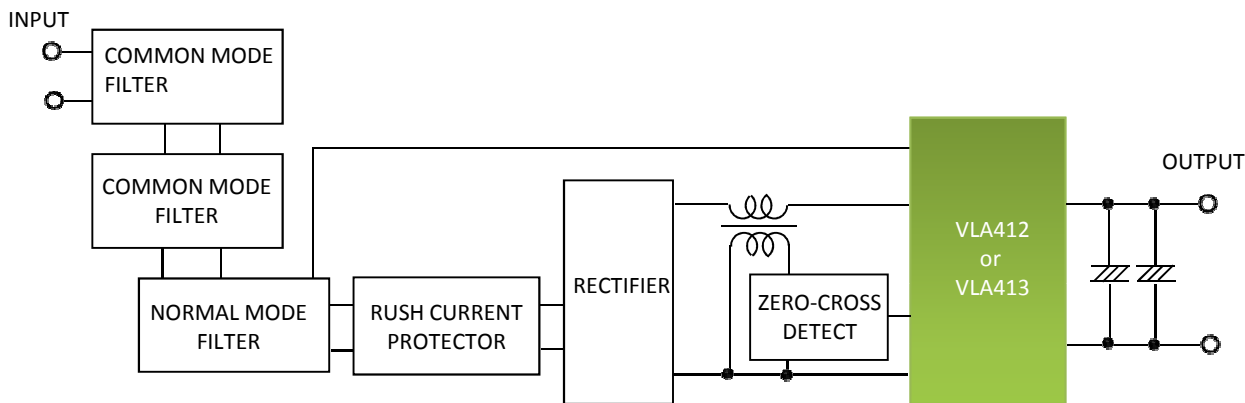 INPUT
COMMON MODE
FILTER
COMMON MODE
FILTER
NORMAL MODE
FILTER
RUSH CURRENT
PROTECTOR
RECTIFIER
ZERO-CROSS
DETECT
VLA412
or
VLA413
OUTPUT